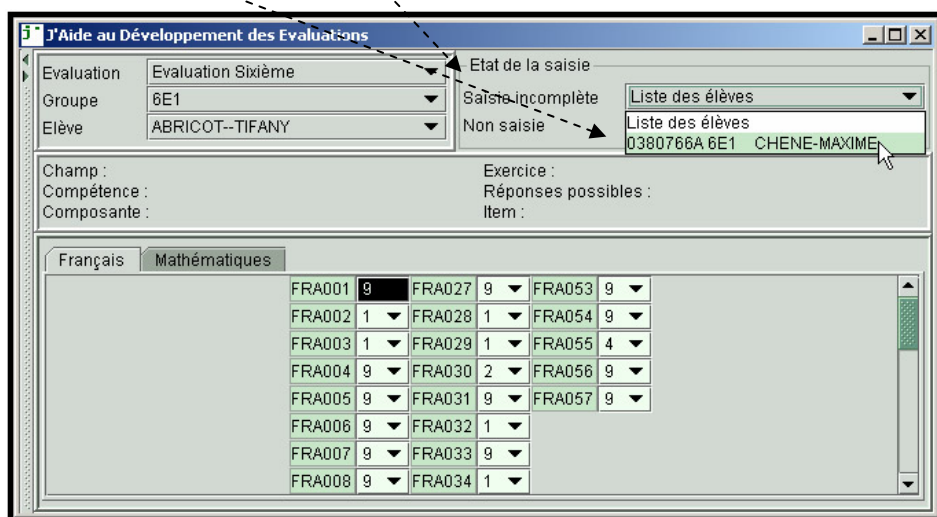 J'Aide au Développement des Evaluations
Evaluation Evaluation Sixième
Groupe 6E1
Elève ABRICOT--TIFANY
Etat de la saisie
Saisie incomplète Liste des élèves
Non saisie Liste des élèves
0380766A 6E1 CHENE-MAXIME
Champ :
Compétence :
Composante :
Exercice :
Réponses possibles :
Item :
Français Mathématiques
FRA001 9 FRA027 9 FRA053 9
FRA002 1 FRA028 1 FRA054 9
FRA003 1 FRA029 1 FRA055 4
FRA004 9 FRA030 2 FRA056 9
FRA005 9 FRA031 9 FRA057 9
FRA006 9 FRA032 1
FRA007 9 FRA033 9
FRA008 9 FRA034 1